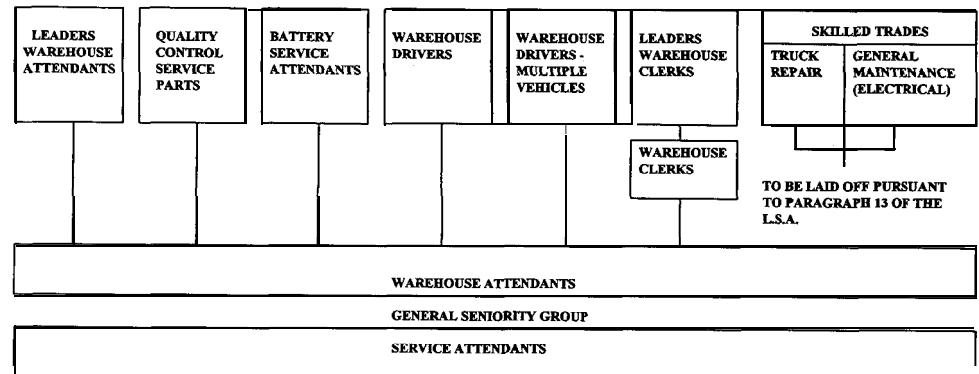 LEADERS
WAREHOUSE
ATTENDANTS
QUALITY
CONTROL
SERVICE
PARTS
BATTERY
SERVICE
ATTENDANTS
WAREHOUSE
DRIVERS
WAREHOUSE
DRIVERS -
MULTIPLE
VEHICLES
LEADERS
WAREHOUSE
CLERKS
WAREHOUSE
CLERKS
SKILLED TRADES
TRUCK
REPAIR
GENERAL
MAINTENANCE
(ELECTRICAL)
TO BE LAID OFF PURSUANT
TO PARAGRAPH 13 OF THE
L.S.A.
WAREHOUSE ATTENDANTS
GENERAL SENIORITY GROUP
SERVICE ATTENDANTS